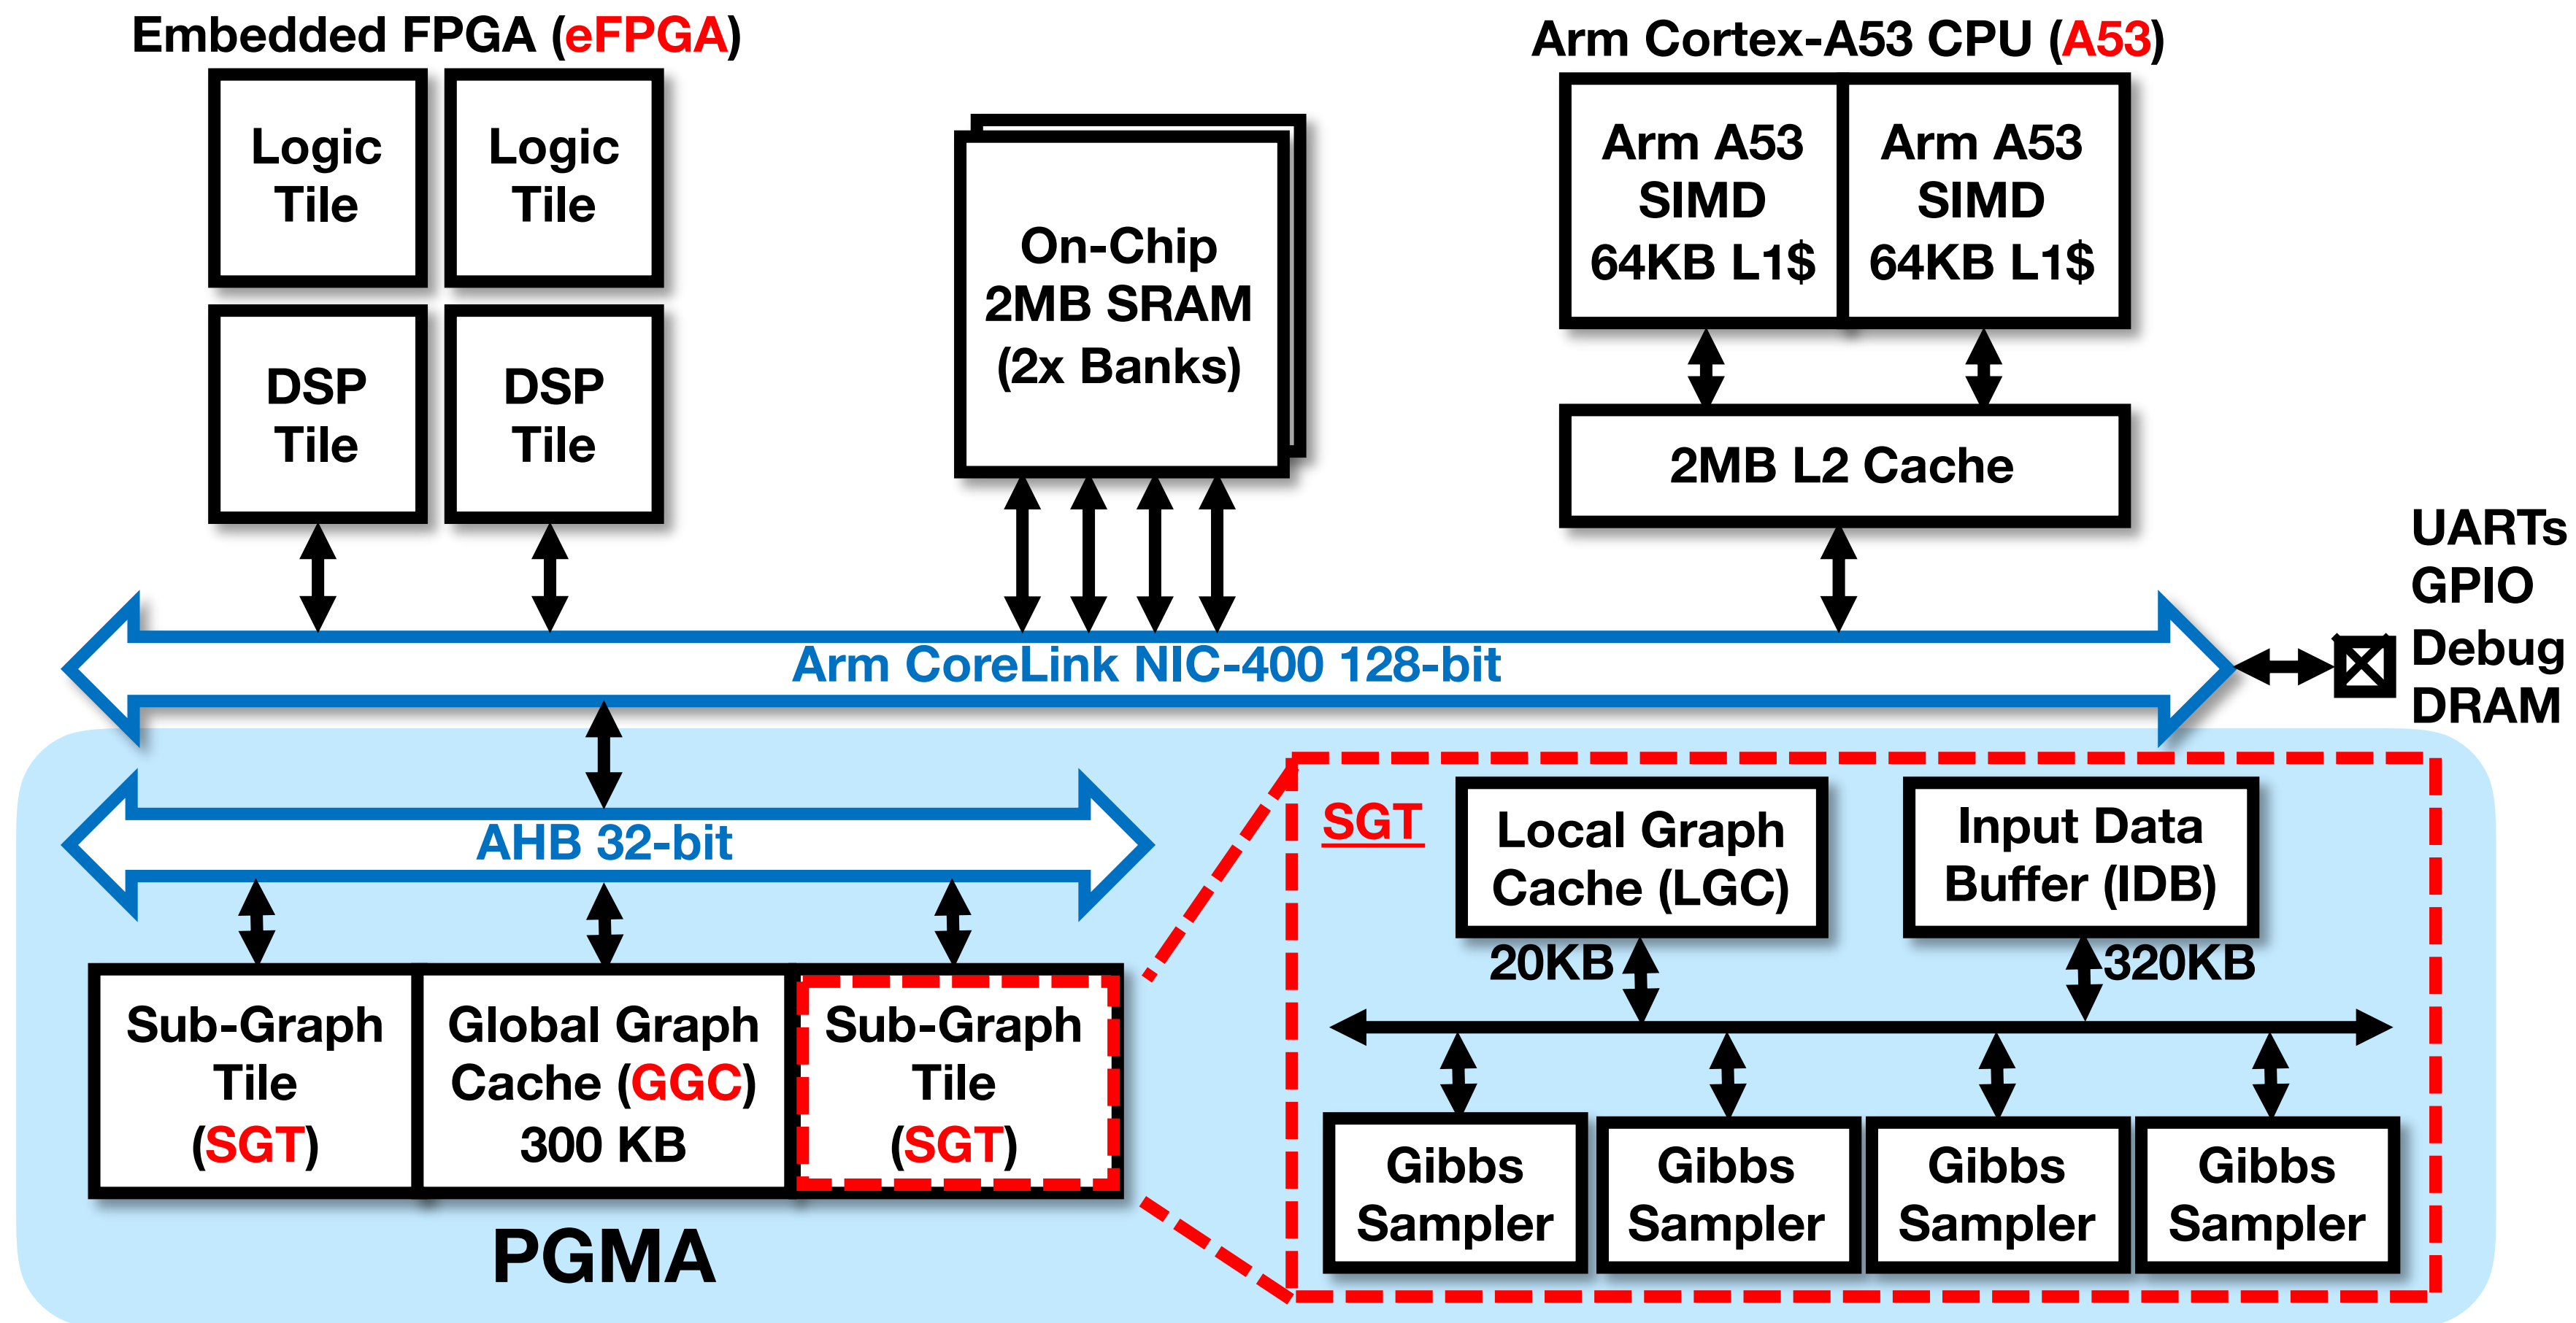 Embedded FPGA (eFPGA)
Logic
Tile
Logic
Tile
DSP
Tile
DSP
Tile
On-Chip
2MB SRAM
(2x Banks)
Arm Cortex-A53 CPU (A53)
Arm A53
SIMD
64KB L1$
Arm A53
SIMD
64KB L1$
2MB L2 Cache
UARTs
GPIO
Debug
DRAM
Arm CoreLink NIC-400 128-bit
AHB 32-bit
Sub-Graph
Tile
(SGT)
Global Graph
Cache (GGC)
300 KB
Sub-Graph
Tile
(SGT)
PGMA
SGT
Local Graph
Cache (LGC)
20KB
Input Data
Buffer (IDB)
320KB
Gibbs
Sampler
Gibbs
Sampler
Gibbs
Sampler
Gibbs
Sampler